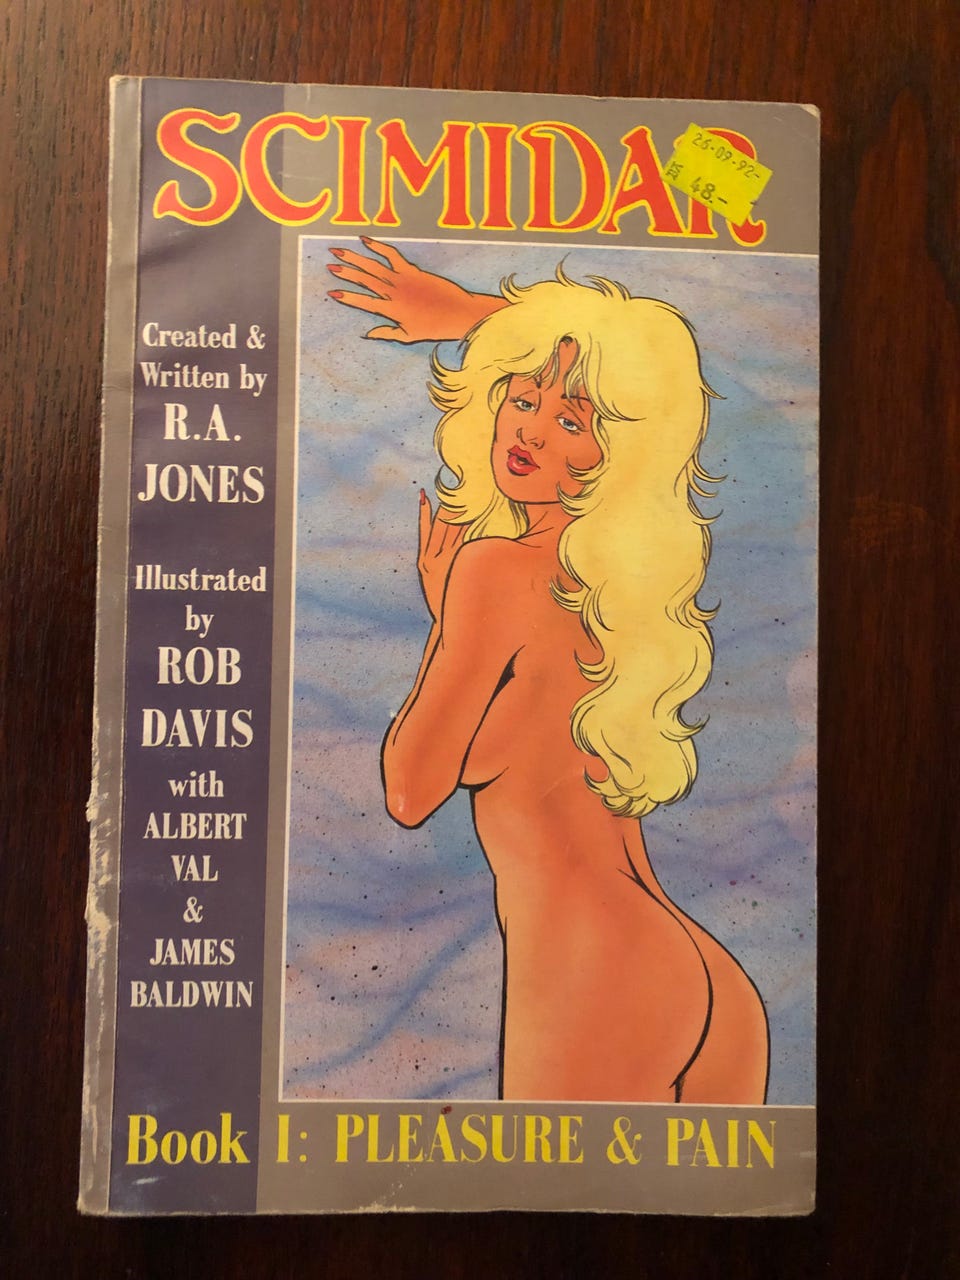 SCIMIDAR
26-09-92-
48.-
Created &
Written by
R.A.
JONES
Illustrated
by
ROB
DAVIS
with
ALBERT
VAL
&
JAMES
BALDWIN
Book 1: PLEASURE & PAIN